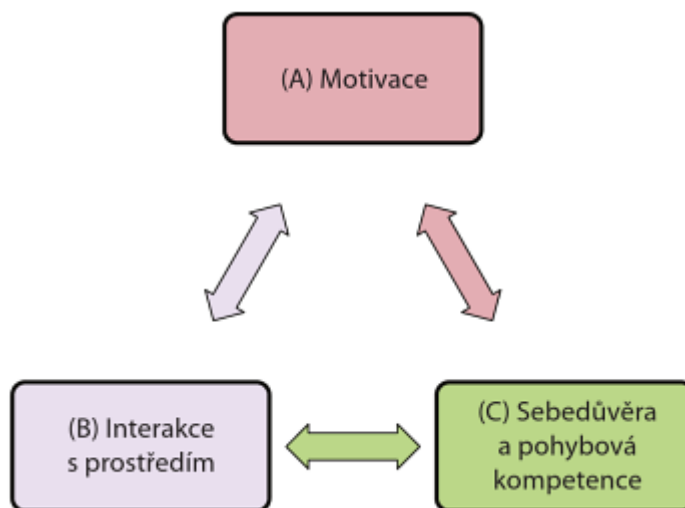 (A) Motivace
(B) Interakce
s prostředím
(C) Sebedůvěra
a pohybová
kompetence